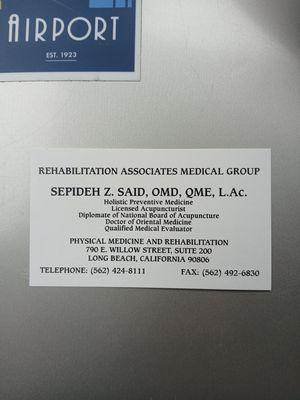 AIRPORT
EST. 1923
REHABILITATION ASSOCIATES MEDICAL GROUP
SEPIDEH Z. SAID, OMD, QME, L.Ac.
Holistic Preventive Medicine
Licensed Acupuncturist
Diplomate of National Board of Acupuncture
Doctor of Oriental Medicine
Qualified Medical Evaluator
PHYSICAL MEDICINE AND REHABILITATION
790 E. WILLOW STREET, SUITE 200
LONG BEACH, CALIFORNIA 90806
TELEPHONE: (562) 424-8111 FAX: (562) 492-6830